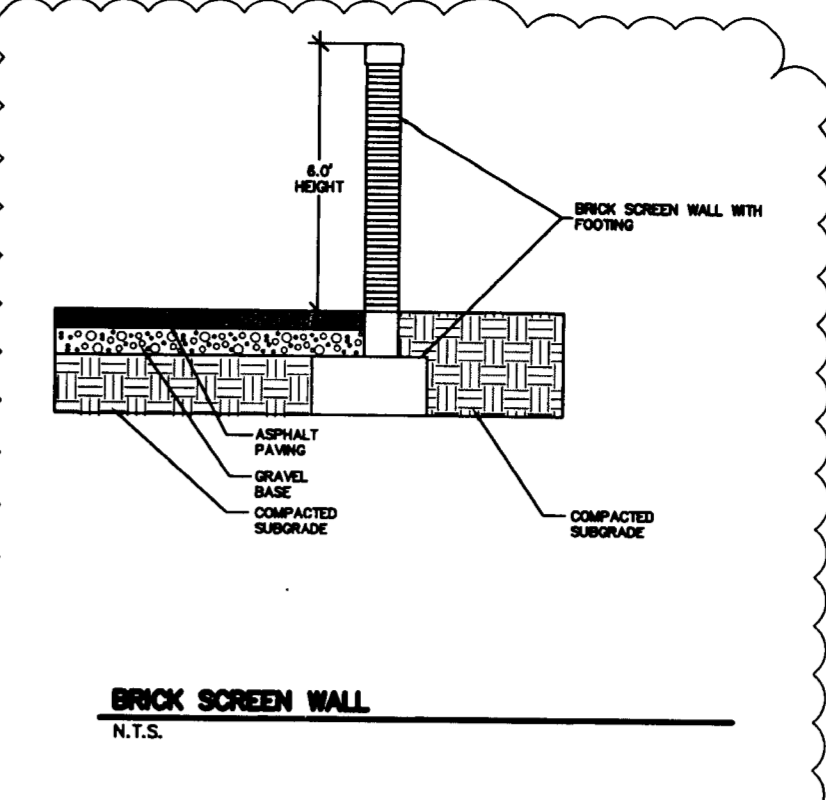 6.0'
HEIGHT
BRICK SCREEN WALL WITH
FOOTING
ASPHALT
PAVING
GRAVEL
BASE
COMPACTED
SUBGRADE
COMPACTED
SUBGRADE
BRICK SCREEN WALL
N.T.S.